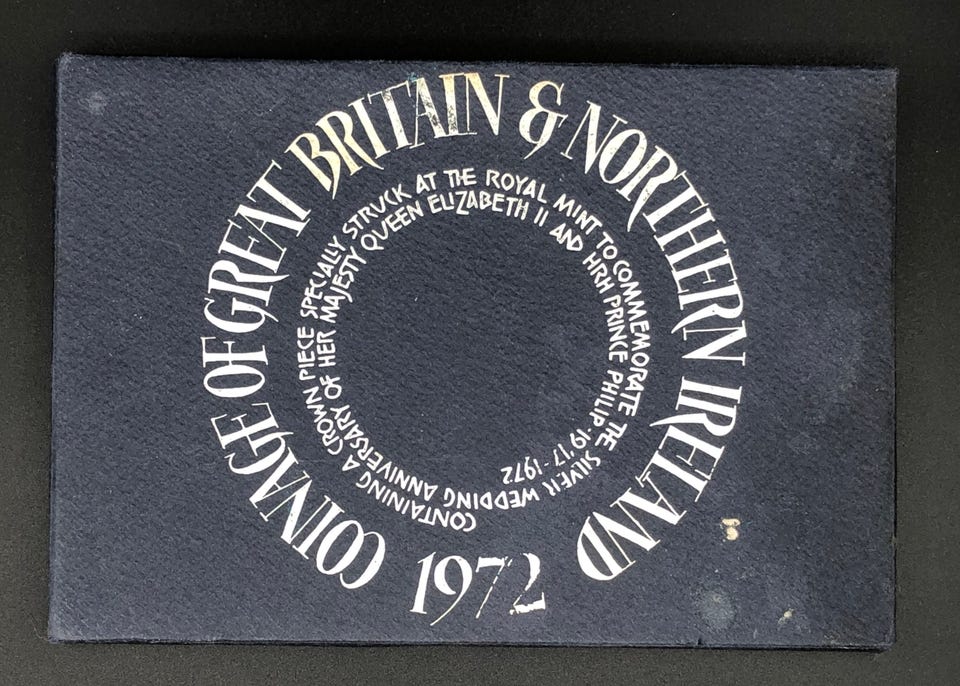 COINAGE OF GREAT BRITAIN & NORTHERN IRELAND
1972
CONTAINING A CROWN PIECE SPECIALLY STRUCK AT THE ROYAL MINT TO COMMEMORATE THE SILVER WEDDING
ANNIVERSARY OF HER MAJESTY QUEEN ELIZABETH II AND HRH PRINCE PHILIP · 1947-1972